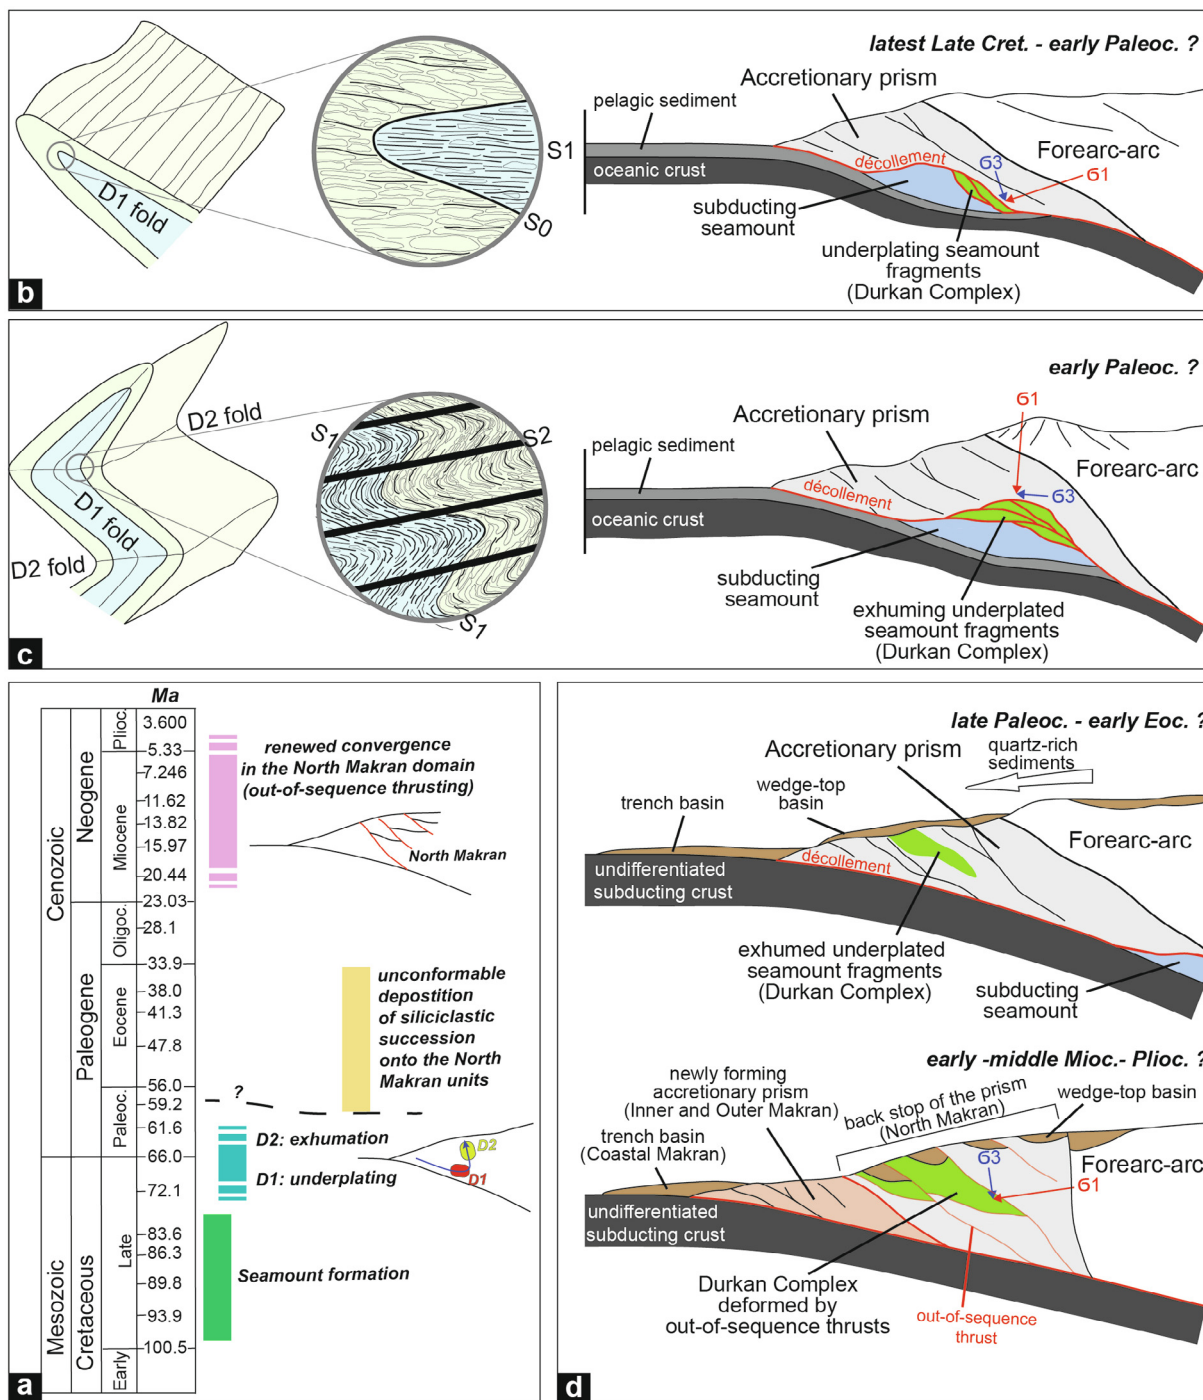 latest Late Cret. - early Paleoc. ?
Accretionary prism
pelagic sediment
Forearc-arc
décollement
oceanic crust
σ3
σ1
subducting
seamount
underplating seamount
fragments
(Durkan Complex)
D1 fold
S1
S0
b
early Paleoc. ?
σ1
Accretionary prism
pelagic sediment
Forearc-arc
décollement
σ3
oceanic crust
subducting
seamount
exhuming underplated
seamount fragments
(Durkan Complex)
D2 fold
D1 fold
D2 fold
S1
S2
S1
c
Ma
Cenozoic
Mesozoic
Neogene
Paleogene
Cretaceous
Plioc.
Miocene
Oligoc.
Eocene
Paleoc.
Late
Early
3.600
5.33
7.246
11.62
13.82
15.97
20.44
23.03
28.1
33.9
38.0
41.3
47.8
56.0
59.2
61.6
66.0
72.1
83.6
86.3
89.8
93.9
100.5
renewed convergence
in the North Makran domain
(out-of-sequence thrusting)
North Makran
unconformable
depostition
of siliciclastic
succession
onto the North
Makran units
?
D2: exhumation
D1: underplating
D2
D1
Seamount formation
a
late Paleoc. - early Eoc. ?
Accretionary prism
quartz-rich
sediments
wedge-top
basin
trench basin
Forearc-arc
décollement
undifferentiated
subducting crust
exhumed underplated
seamount fragments
(Durkan Complex)
subducting
seamount
early -middle Mioc.- Plioc. ?
newly forming
accretionary prism
(Inner and Outer Makran)
back stop of the prism
(North Makran)
wedge-top basin
trench basin
(Coastal Makran)
Forearc-arc
σ3
σ1
undifferentiated
subducting crust
Durkan Complex
deformed by
out-of-sequence thrusts
out-of-sequence
thrust
d